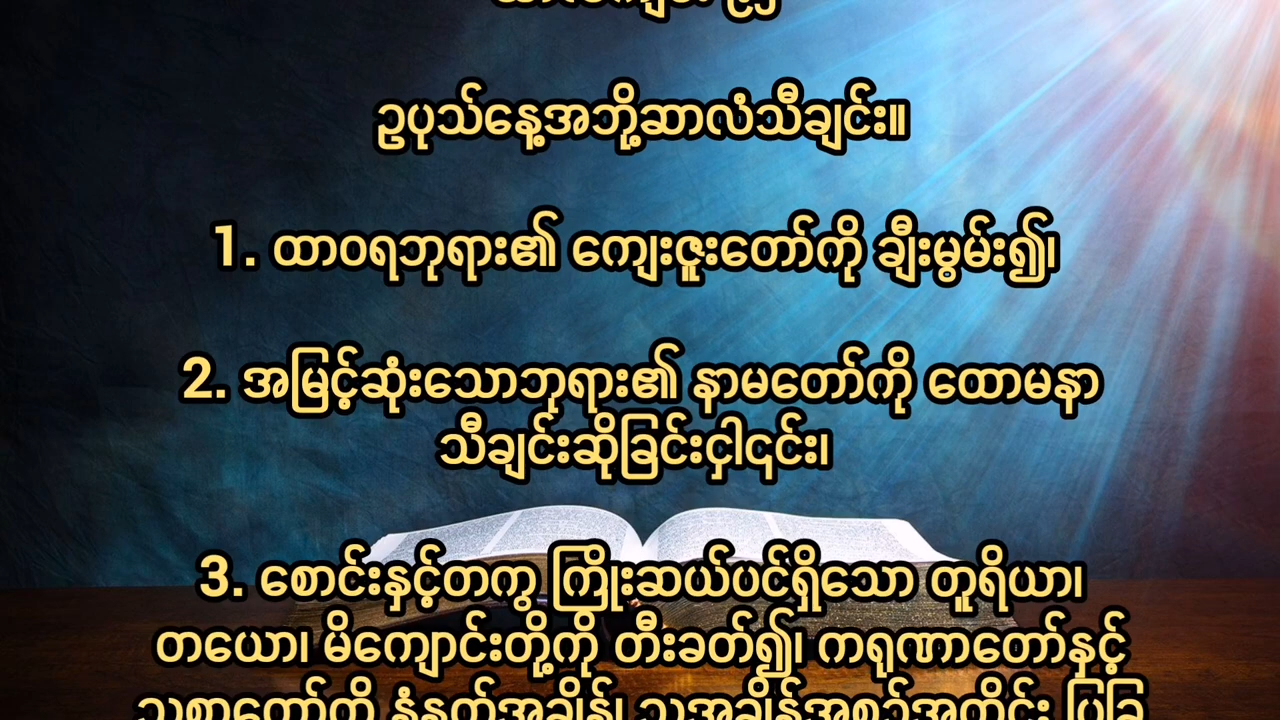 ဥပုသ်နေ့အဘို့ဆာလံသီချင်း။
1. ထာဝရဘုရား၏ ကျေးဇူးတော်ကို ချီးမွမ်း၍၊
2. အမြင့်ဆုံးသောဘုရား၏ နာမတော်ကို ထောမနာ
သီချင်းဆိုခြင်းငှါ၎င်း၊
3. စောင်းနှင့်တကွ ကြိုးဆယ်ပင်ရှိသော တူရိယာ၊
တယော၊ မိကျောင်းတို့ကို တီးခတ်၍၊ ကရုဏာတော်နှင့်